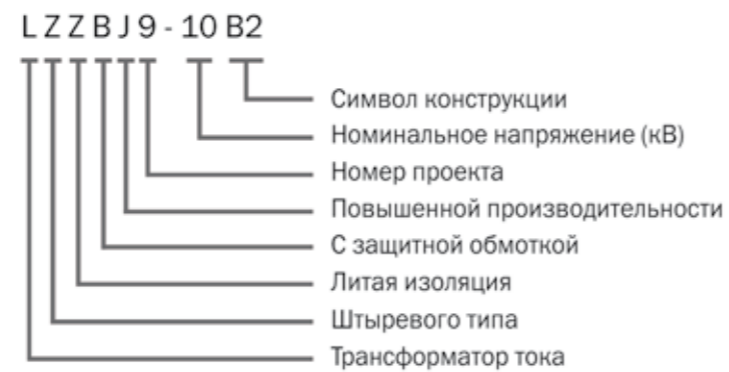 LZZBJ9-10 B2
Символ конструкции
Номинальное напряжение (кВ)
Номер проекта
Повышенной производительности
С защитной обмоткой
Литая изоляция
Штыревого типа
Трансформатор тока